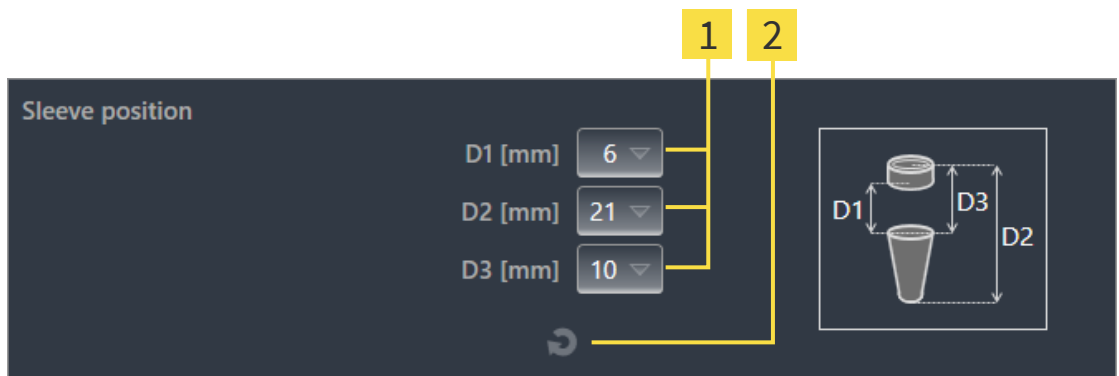 1 2
Sleeve position
D1 [mm] 6
D2 [mm] 21
D3 [mm] 10
D1
D3
D2